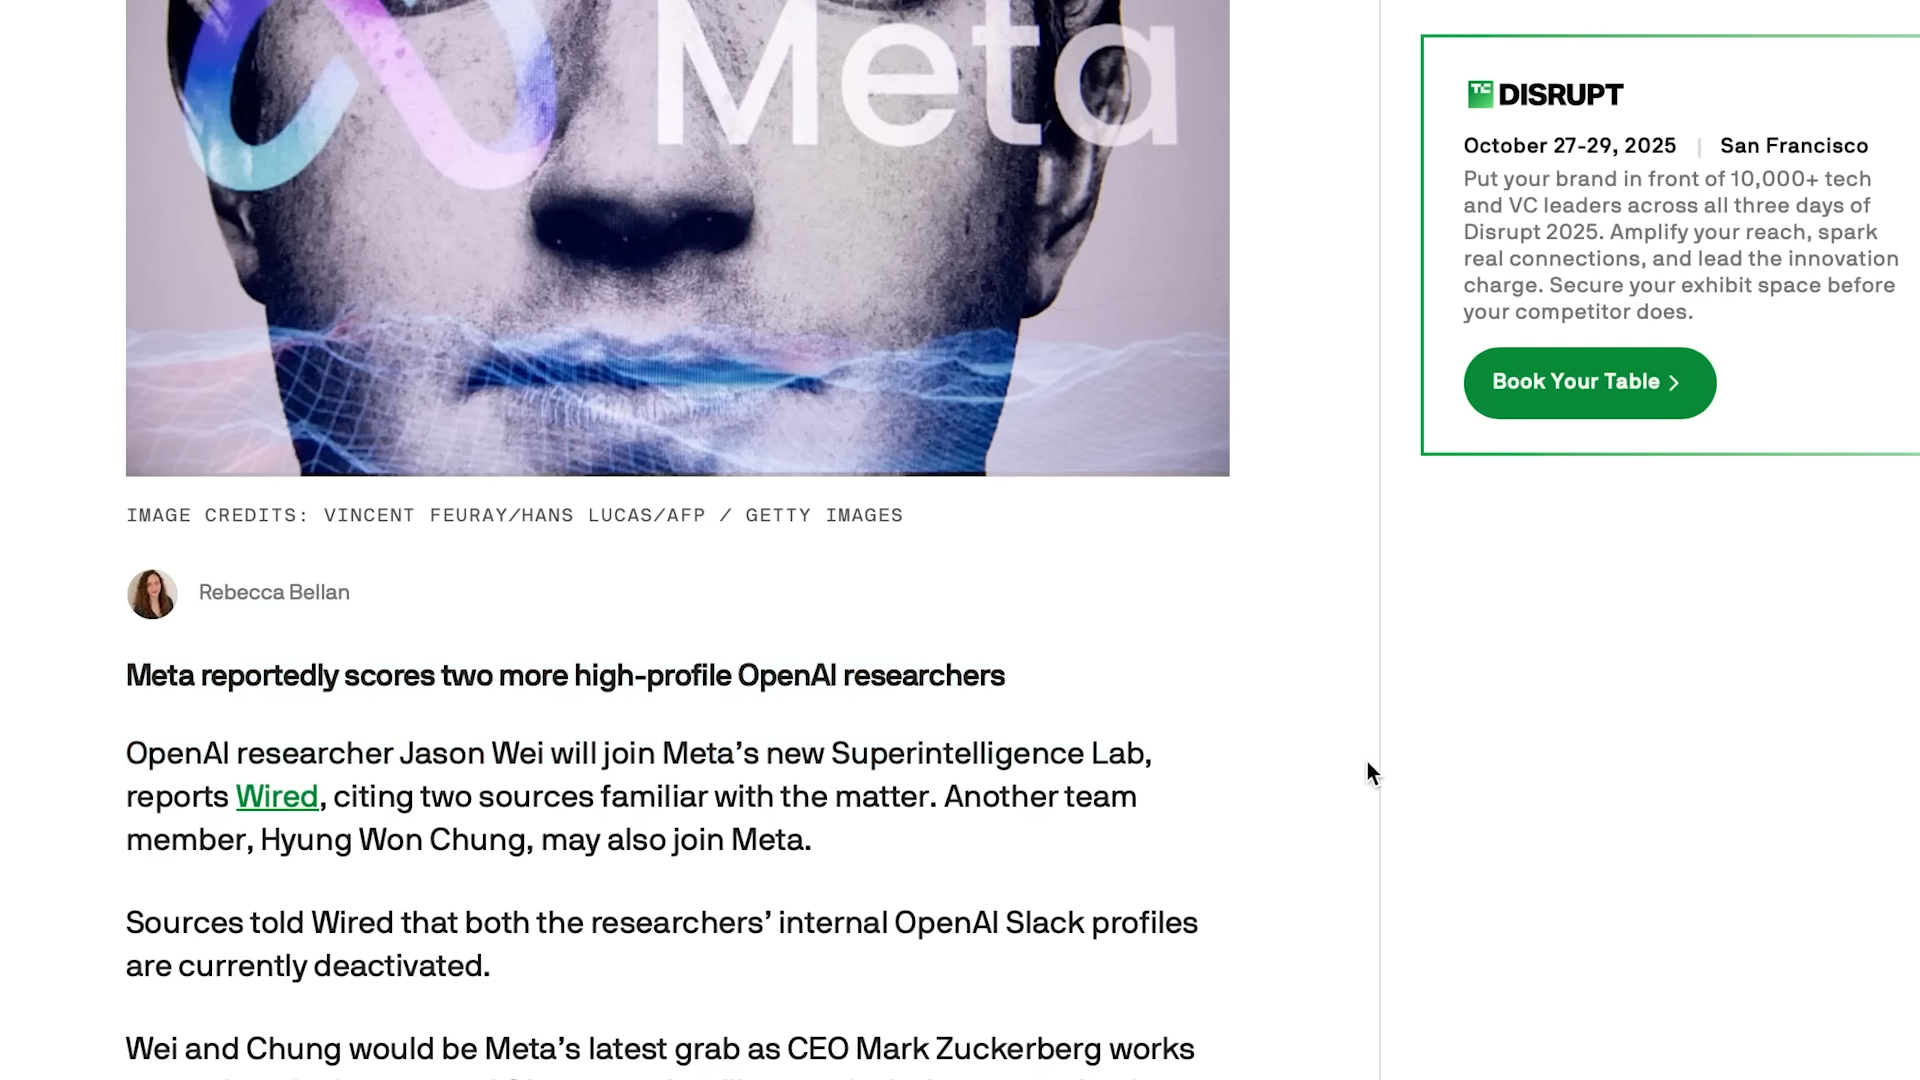 Meta
TC DISRUPT
October 27-29, 2025 | San Francisco
Put your brand in front of 10,000+ tech
and VC leaders across all three days of
Disrupt 2025. Amplify your reach, spark
real connections, and lead the innovation
charge. Secure your exhibit space before
your competitor does.
Book Your Table >
IMAGE CREDITS: VINCENT FEURAY/HANS LUCAS/AFP / GETTY IMAGES
Rebecca Bellan
Meta reportedly scores two more high-profile OpenAI researchers
OpenAI researcher Jason Wei will join Meta’s new Superintelligence Lab,
reports Wired, citing two sources familiar with the matter. Another team
member, Hyung Won Chung, may also join Meta.
Sources told Wired that both the researchers’ internal OpenAI Slack profiles
are currently deactivated.
Wei and Chung would be Meta’s latest grab as CEO Mark Zuckerberg works